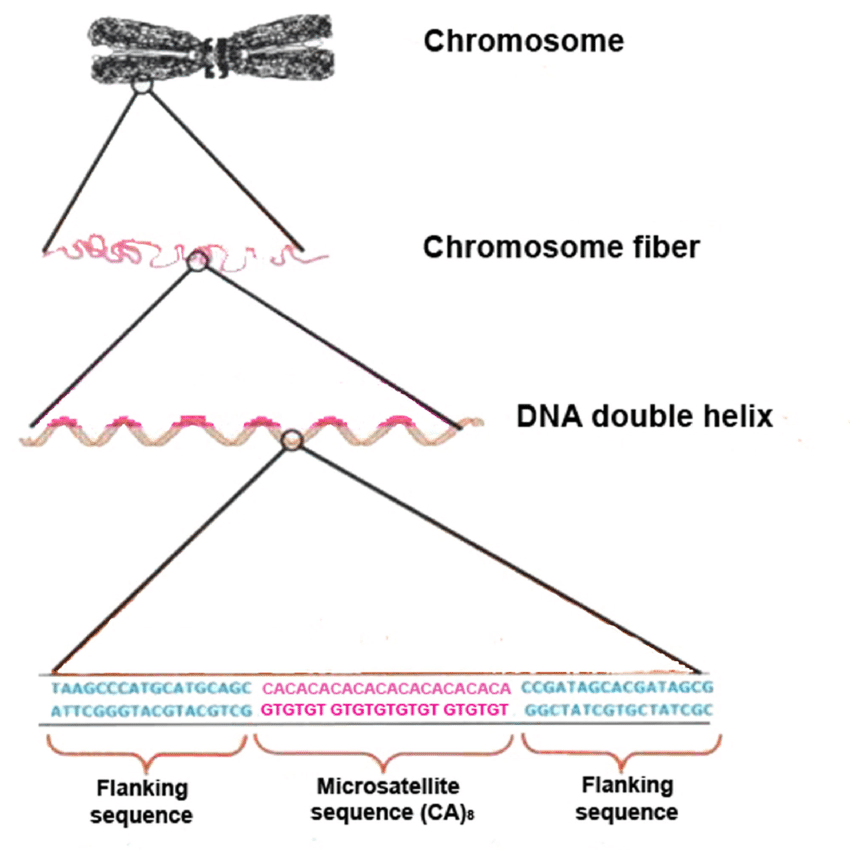 Chromosome
Chromosome fiber
DNA double helix
TAAGCCCATGCATGCAGC CACACACACACACACACACACA CCGATAGCACGATAGCG
ATTCGGGTACGTACGTCG GTGTGT GTGTGTGTGT GTGTGT GGCTATCGTGCTATCGC
Flanking
sequence
Microsatellite
sequence (CA)₈
Flanking
sequence